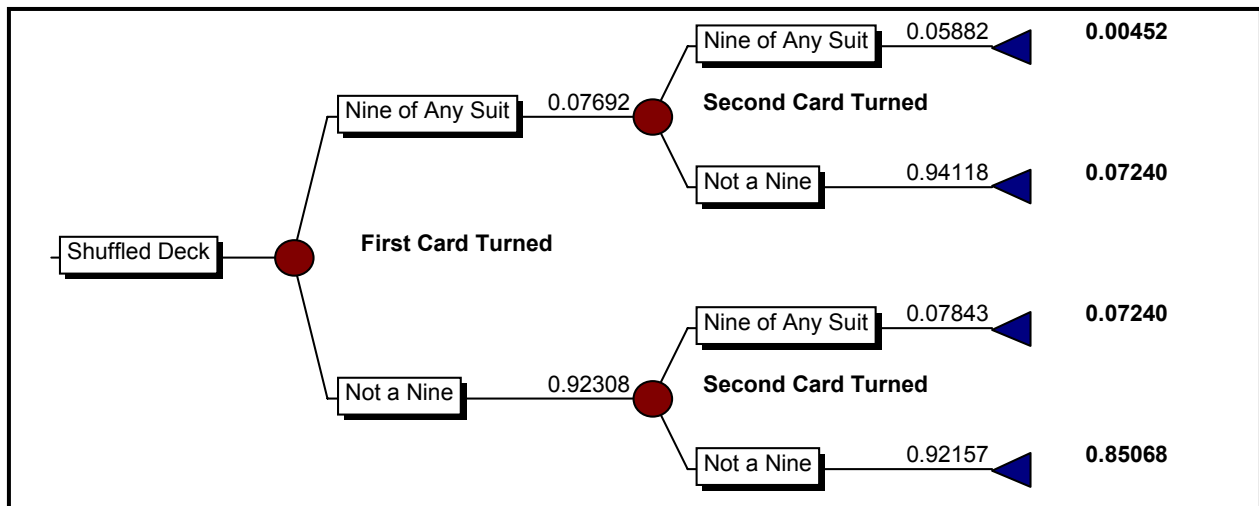 Nine of Any Suit 0.05882 0.00452
Nine of Any Suit 0.07692 Second Card Turned
Not a Nine 0.94118 0.07240
Shuffled Deck First Card Turned
Nine of Any Suit 0.07843 0.07240
Not a Nine 0.92308 Second Card Turned
Not a Nine 0.92157 0.85068